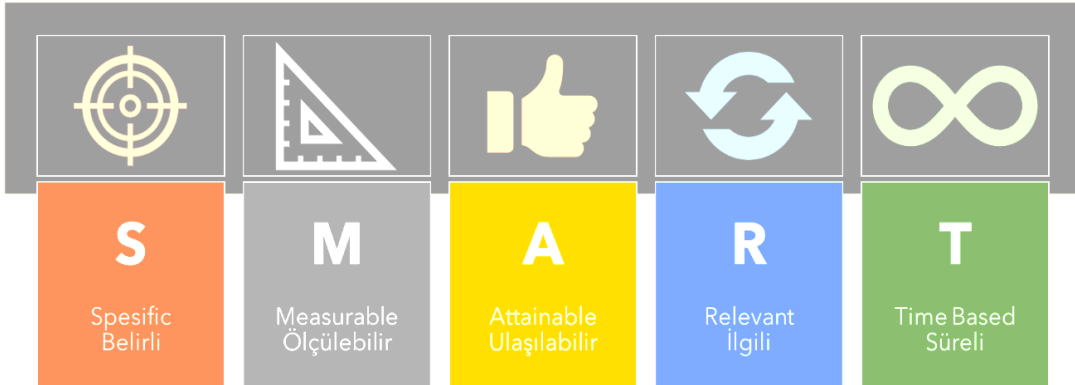 S
Spesific
Belirli
M
Measurable
Ölçülebilir
A
Attainable
Ulaşılabilir
R
Relevant
İlgili
T
Time Based
Süreli